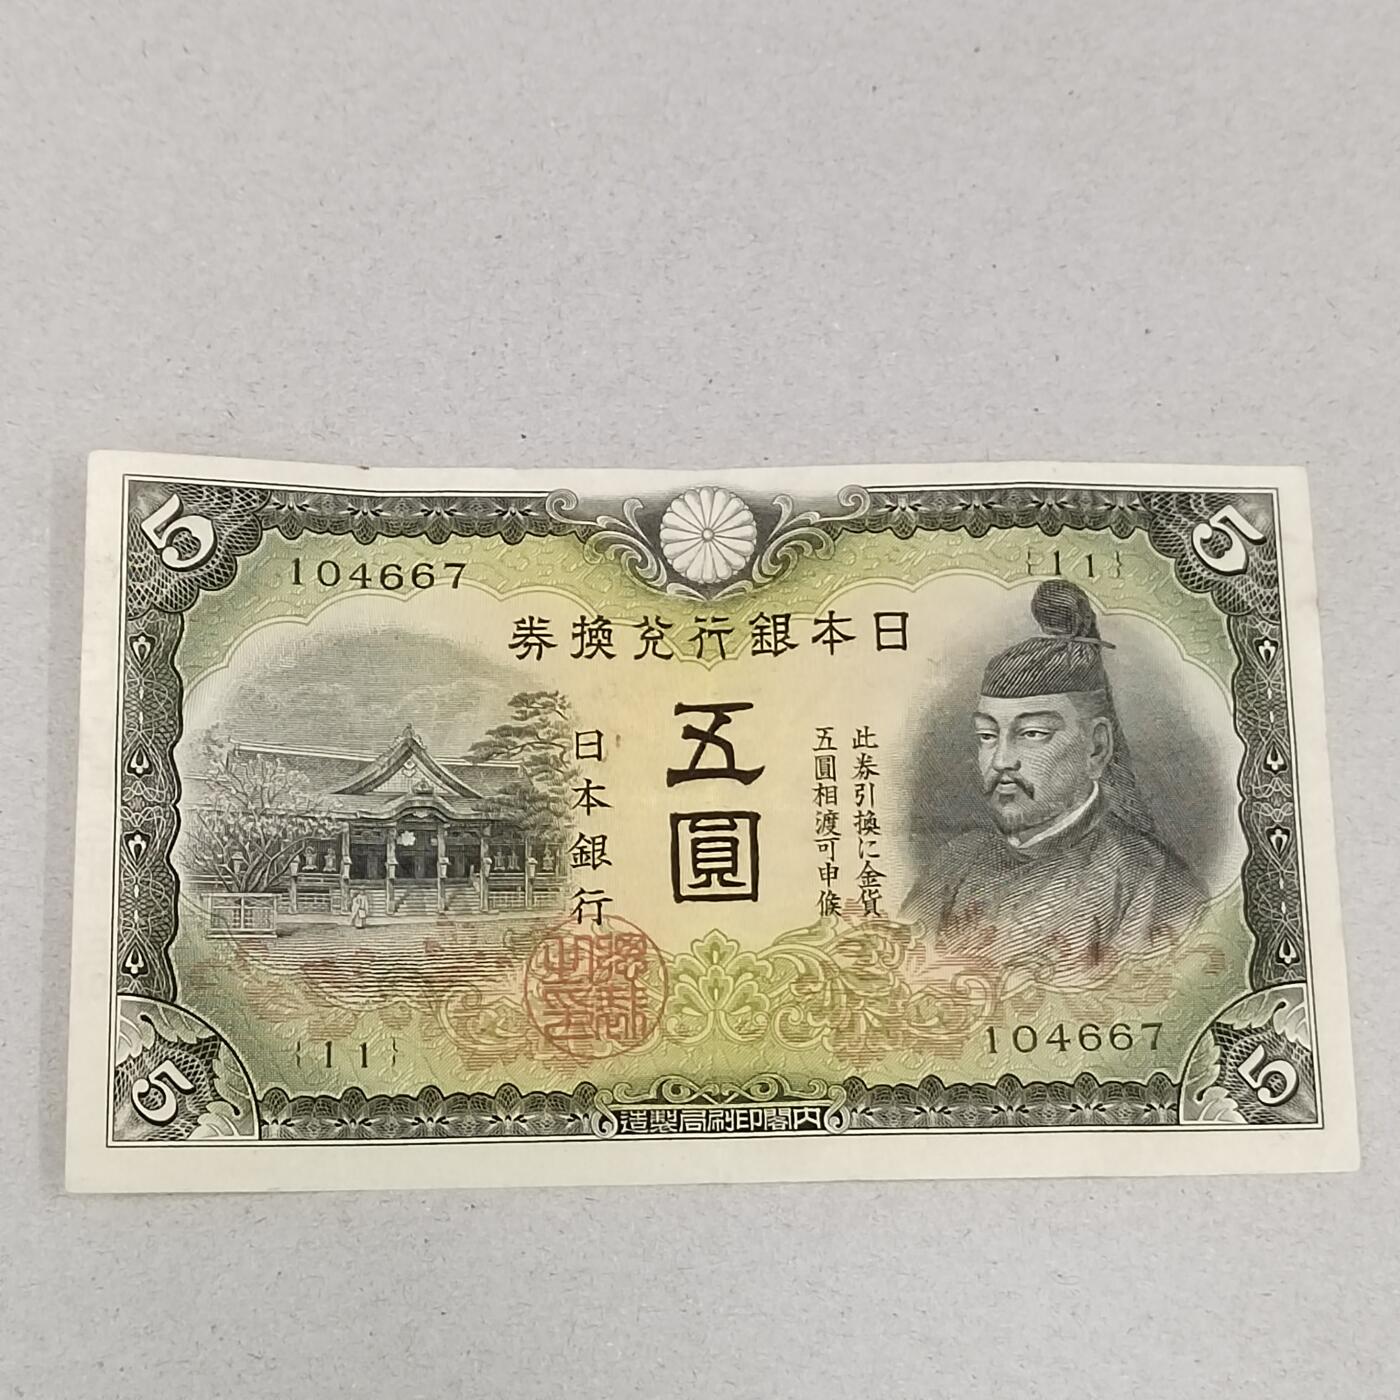 5
5
104667
{11}
日本銀行兌換券
五圓
此券引換に金貨
五圓相渡可申候
日本銀行
{11}
104667
5
5
内閣印刷局製造